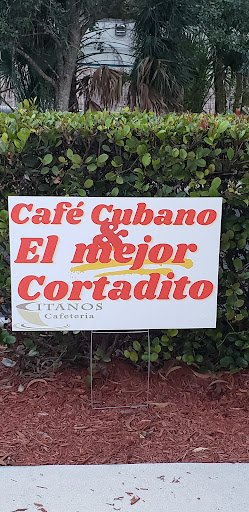 Café Cubano
&
El mejor
Cortadito
CITANOS
Cafeteria